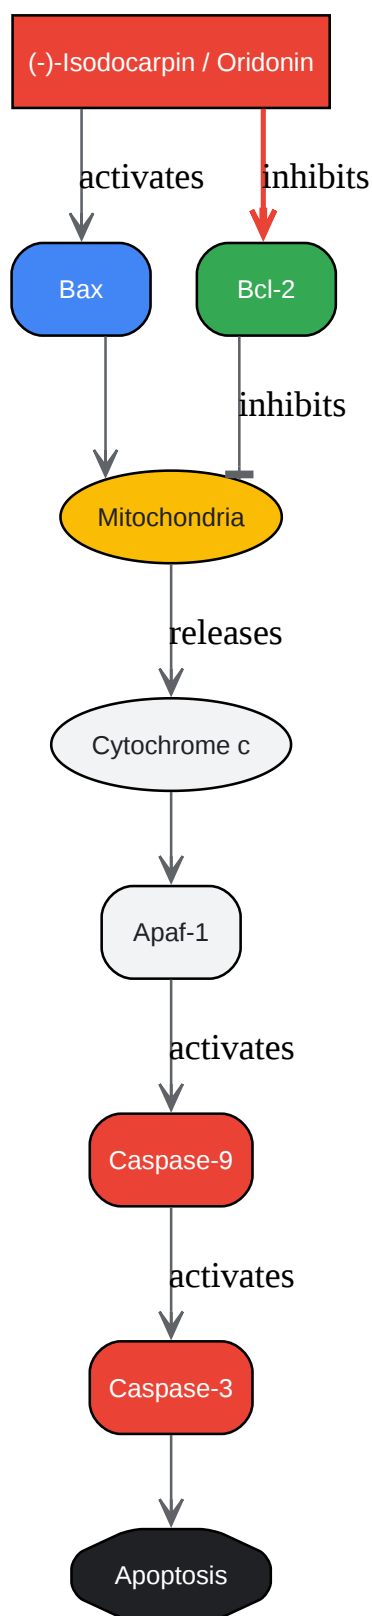 (-)-Isodocarpin / Oridonin
activates
inhibits
Bax
Bcl-2
inhibits
Mitochondria
releases
Cytochrome c
Apaf-1
activates
Caspase-9
activates
Caspase-3
Apoptosis